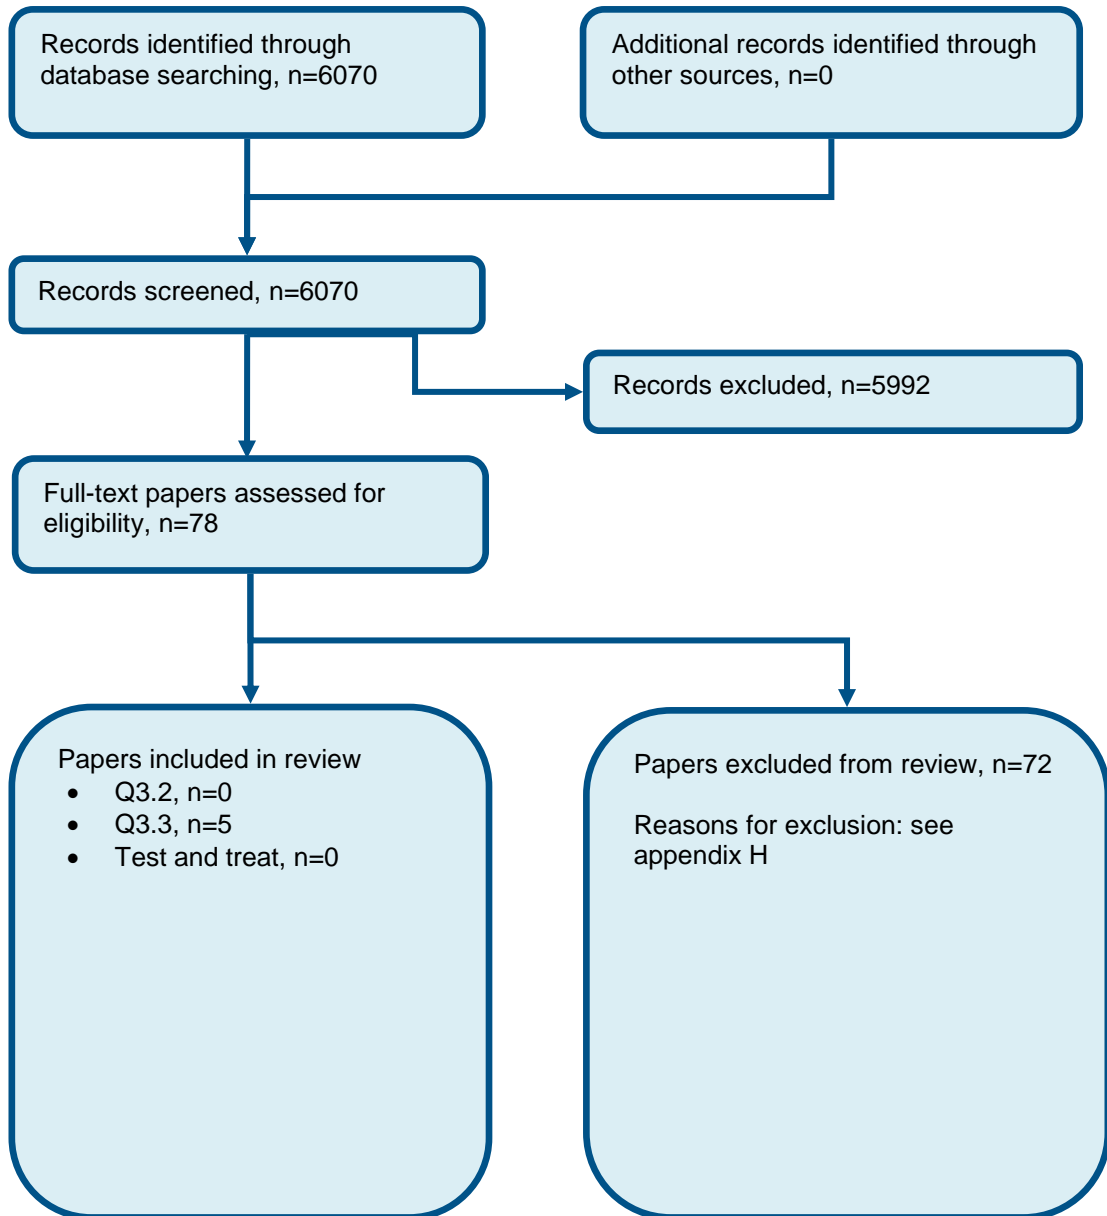 Records identified through
database searching, n=6070
Additional records identified through
other sources, n=0
Records screened, n=6070
Records excluded, n=5992
Full-text papers assessed for
eligibility, n=78
Papers included in review
• Q3.2, n=0
• Q3.3, n=5
• Test and treat, n=0
Papers excluded from review, n=72
Reasons for exclusion: see
appendix H